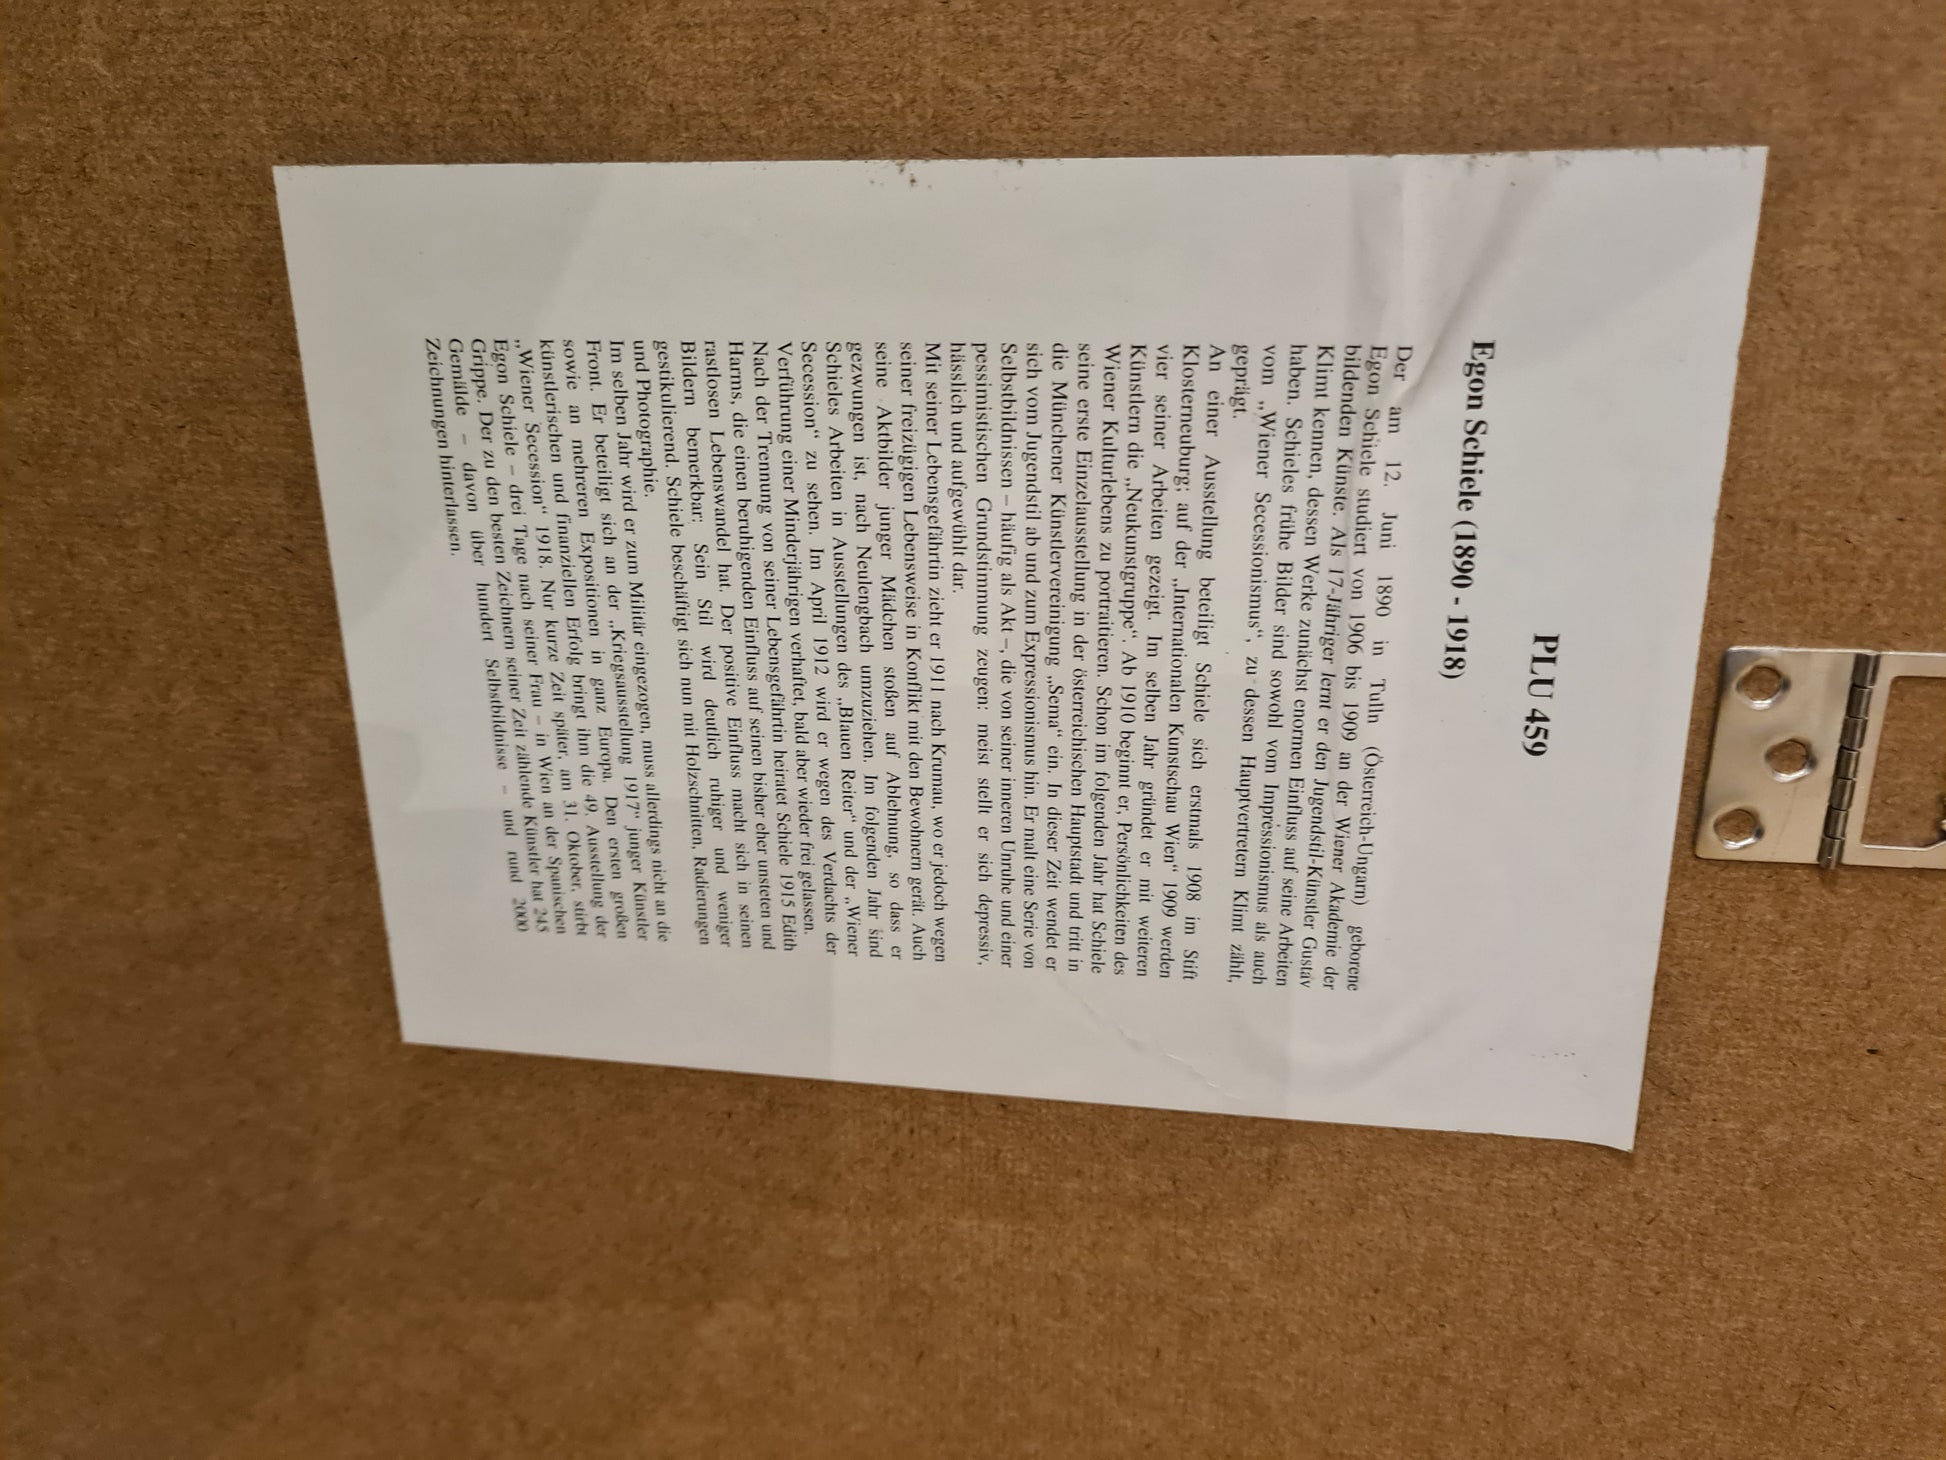 PLU 459
Egon Schiele (1890 - 1918)
Der am 12. Juni 1890 in Tulln (Österreich-Ungarn) geborene
Egon Schiele studiert von 1906 bis 1909 an der Wiener Akademie der
bildenden Künste. Als 17-Jähriger lernt er den Jugendstil-Künstler Gustav
Klimt kennen, dessen Werke zunächst enormen Einfluss auf seine Arbeiten
haben. Schieles frühe Bilder sind sowohl vom Impressionismus als auch
vom „Wiener Secessionismus“, zu dessen Hauptvertretern Klimt zählt,
geprägt.
An einer Ausstellung beteiligt Schiele sich erstmals 1908 im Stift
Klosterneuburg; auf der „Internationalen Kunstschau Wien“ 1909 werden
vier seiner Arbeiten gezeigt. Im selben Jahr gründet er mit weiteren
Künstlern die „Neukunstgruppe“. Ab 1910 beginnt er, Persönlichkeiten des
Wiener Kulturlebens zu portraitieren. Schon im folgenden Jahr hat Schiele
seine erste Einzelausstellung in der österreichischen Hauptstadt und tritt in
die Münchener Künstlervereinigung „Sema“ ein. In dieser Zeit wendet er
sich vom Jugendstil ab und zum Expressionismus hin. Er malt eine Serie von
Selbstbildnissen – häufig als Akt –, die von seiner inneren Unruhe und einer
pessimistischen Grundstimmung zeugen: meist stellt er sich depressiv,
hässlich und aufgewühlt dar.
Mit seiner Lebensgefährtin zieht er 1911 nach Krumau, wo er jedoch wegen
seiner freizügigen Lebensweise in Konflikt mit den Bewohnern gerät. Auch
seine Aktbilder junger Mädchen stoßen auf Ablehnung, so dass er
gezwungen ist, nach Neulengbach umzuziehen. Im folgenden Jahr sind
Schieles Arbeiten in Ausstellungen des „Blauen Reiter“ und der „Wiener
Secession“ zu sehen. Im April 1912 wird er wegen des Verdachts der
Verführung einer Minderjährigen verhaftet, bald aber wieder frei gelassen.
Nach der Trennung von seiner Lebensgefährtin heiratet Schiele 1915 Edith
Harms, die einen beruhigenden Einfluss auf seinen bisher eher unsteten und
rastlosen Lebenswandel hat. Der positive Einfluss macht sich in seinen
Bildern bemerkbar: Sein Stil wird deutlich ruhiger und weniger
gestikulierend. Schiele beschäftigt sich nun mit Holzschnitten, Radierungen
und Photographie.
Im selben Jahr wird er zum Militär eingezogen, muss allerdings nicht an die
Front. Er beteiligt sich an der „Kriegsausstellung 1917“ junger Künstler
sowie an mehreren Expositionen in ganz Europa. Den ersten großen
künstlerischen und finanziellen Erfolg bringt ihm die 49. Ausstellung der
„Wiener Secession“ 1918. Nur kurze Zeit später, am 31. Oktober, stirbt
Egon Schiele – drei Tage nach seiner Frau – in Wien an der Spanischen
Grippe. Der zu den besten Zeichnern seiner Zeit zählende Künstler hat 245
Gemälde – davon über hundert Selbstbildnisse – und rund 2000
Zeichnungen hinterlassen.